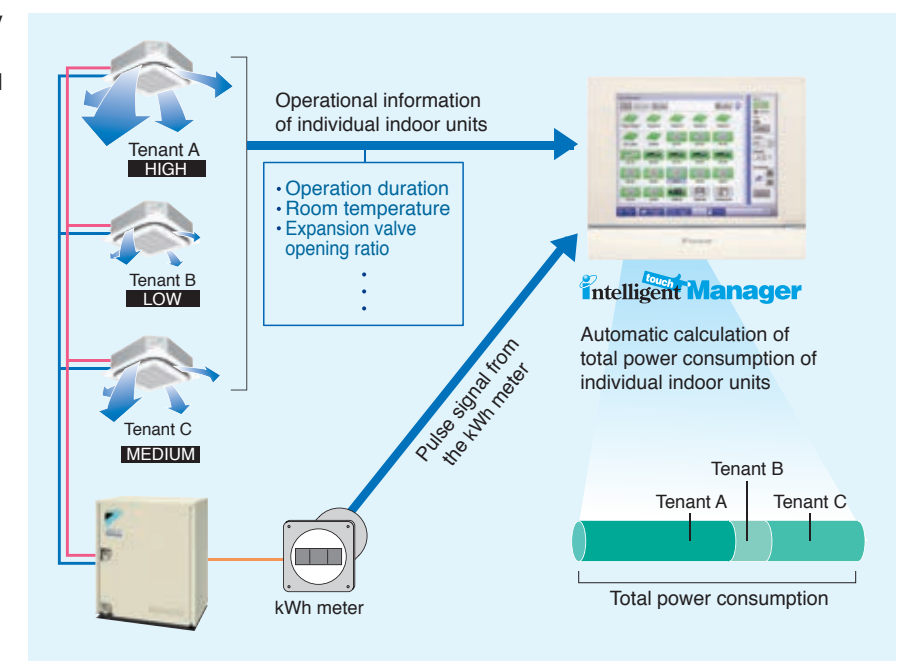 Tenant A
HIGH
Tenant B
LOW
Tenant C
MEDIUM
Operational information
of individual indoor units
• Operation duration
• Room temperature
• Expansion valve
opening ratio
Pulse signal from
the kWh meter
kWh meter
intelligent touch Manager
Automatic calculation of
total power consumption of
individual indoor units
Tenant B
Tenant A
Tenant C
Total power consumption